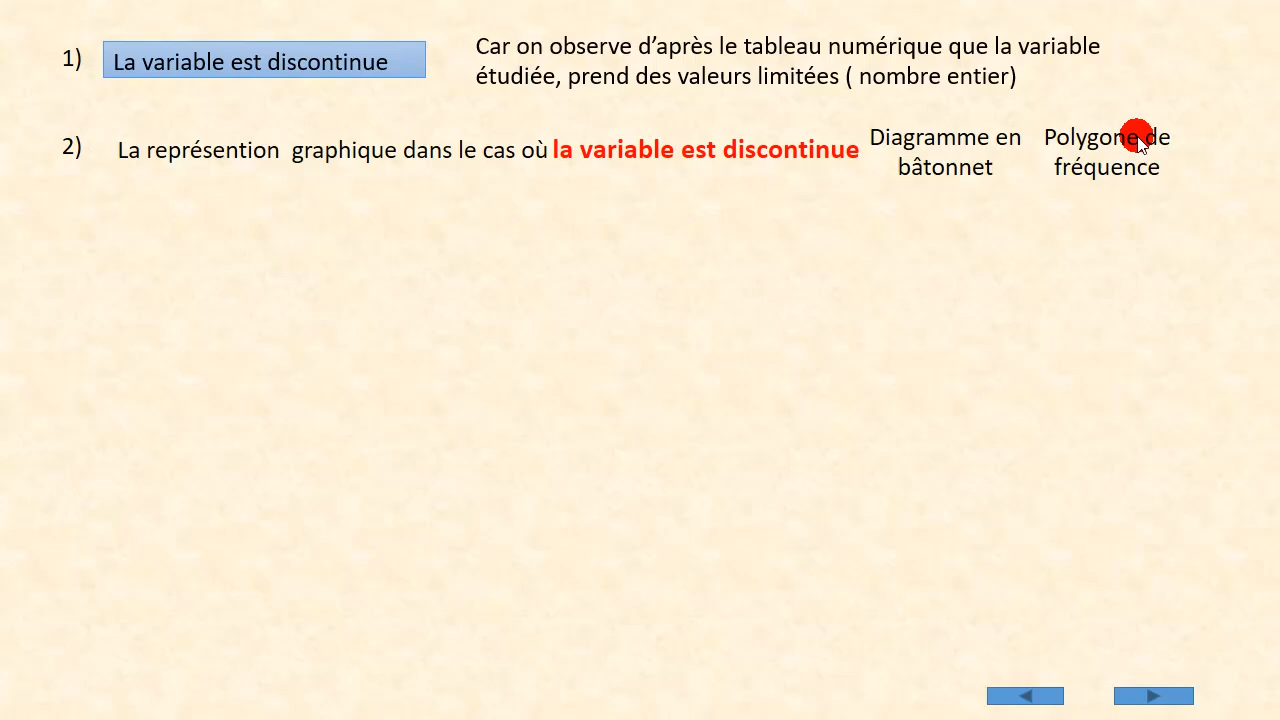 1) La variable est discontinue
Car on observe d’après le tableau numérique que la variable
étudiée, prend des valeurs limitées ( nombre entier)
2) La représention graphique dans le cas où la variable est discontinue
Diagramme en
bâtonnet
Polygone de
fréquence